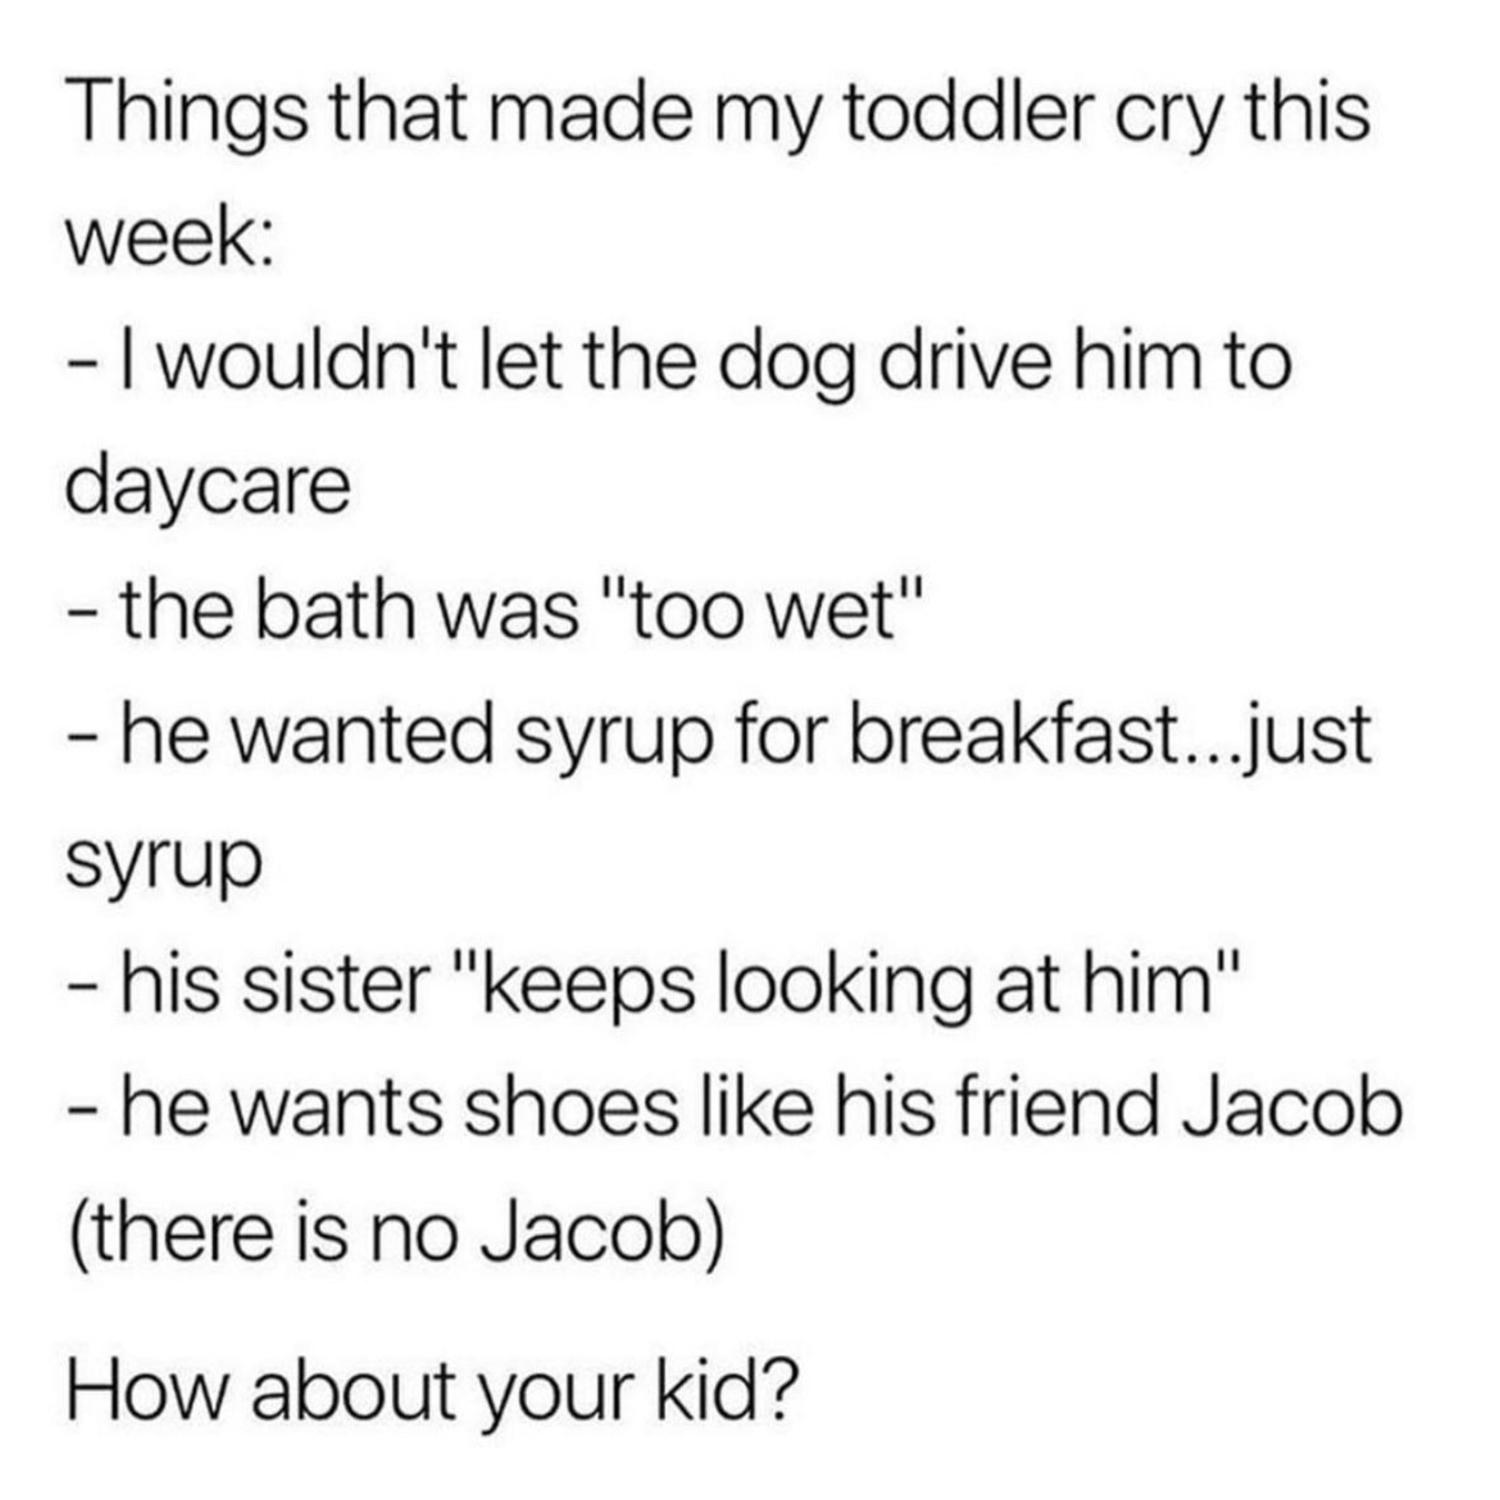 Things that made my toddler cry this
week:
- I wouldn't let the dog drive him to
daycare
- the bath was "too wet"
- he wanted syrup for breakfast...just
syrup
- his sister "keeps looking at him"
- he wants shoes like his friend Jacob
(there is no Jacob)
How about your kid?